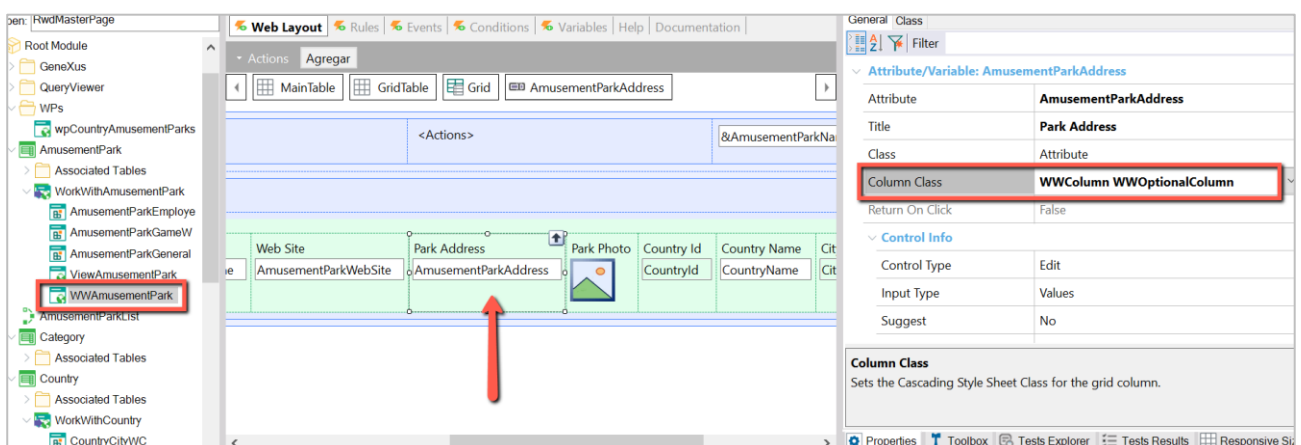 pen: RwdMasterPage
Root Module
GeneXus
QueryViewer
WPs
wpCountryAmusementParks
AmusementPark
Associated Tables
WorkWithAmusementPark
AmusementParkEmploye
AmusementParkGameW
AmusementParkGeneral
ViewAmusementPark
WWAmusementPark
AmusementParkList
Category
Associated Tables
Country
Associated Tables
WorkWithCountry
CountryCityWC
Web Layout Rules Events Conditions Variables Help Documentation
Actions Agregar
MainTable GridTable Grid AmusementParkAddress
<Actions> &AmusementParkNa
Web Site Park Address Park Photo Country Id Country Name Cit
e AmusementParkWebSite AmusementParkAddress CountryId CountryName Cit
General Class
Filter
Attribute/Variable: AmusementParkAddress
Attribute AmusementParkAddress
Title Park Address
Class Attribute
Column Class WWColumn WWOptionalColumn
Return On Click False
Control Info
Control Type Edit
Input Type Values
Suggest No
Column Class
Sets the Cascading Style Sheet Class for the grid column.
Properties Toolbox Tests Explorer Tests Results Responsive Si